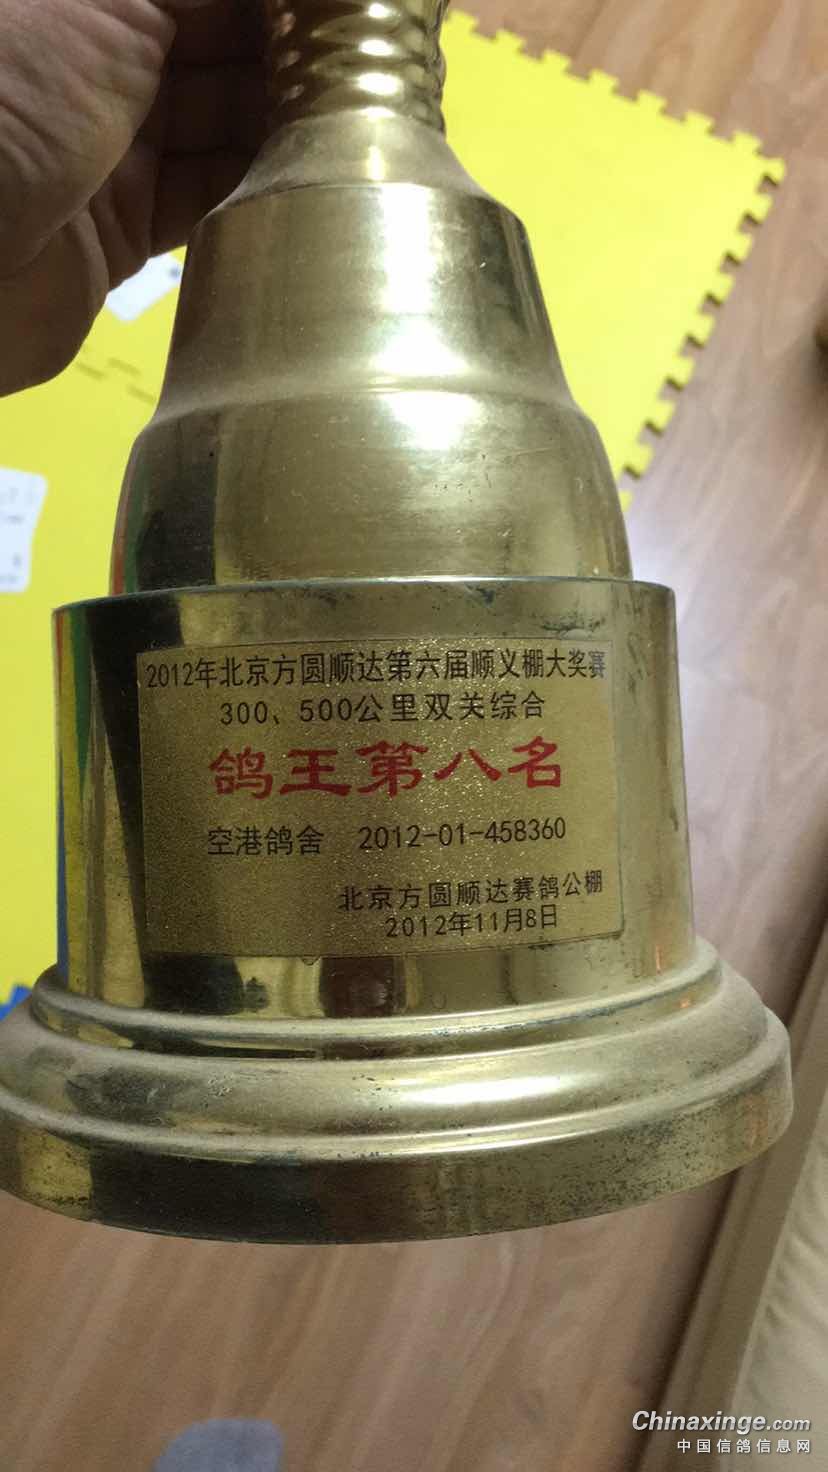 2012年北京方圆顺达第六届顺义棚大奖赛
300、500公里双关综合
鸽王第八名
空港鸽舍 2012-01-458360
北京方圆顺达赛鸽公棚
2012年11月8日
Chinaxinge.com
中国信鸽信息网